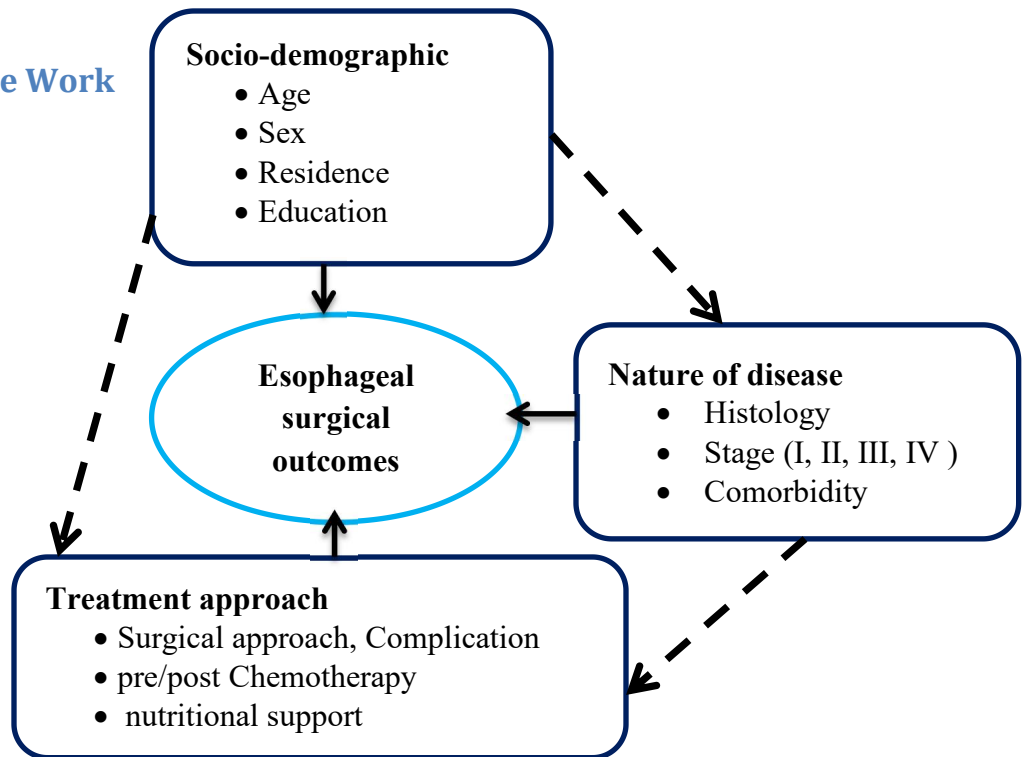 e Work
Socio-demographic
• Age
• Sex
• Residence
• Education
Esophageal
surgical
outcomes
Nature of disease
• Histology
• Stage (I, II, III, IV )
• Comorbidity
Treatment approach
• Surgical approach, Complication
• pre/post Chemotherapy
• nutritional support